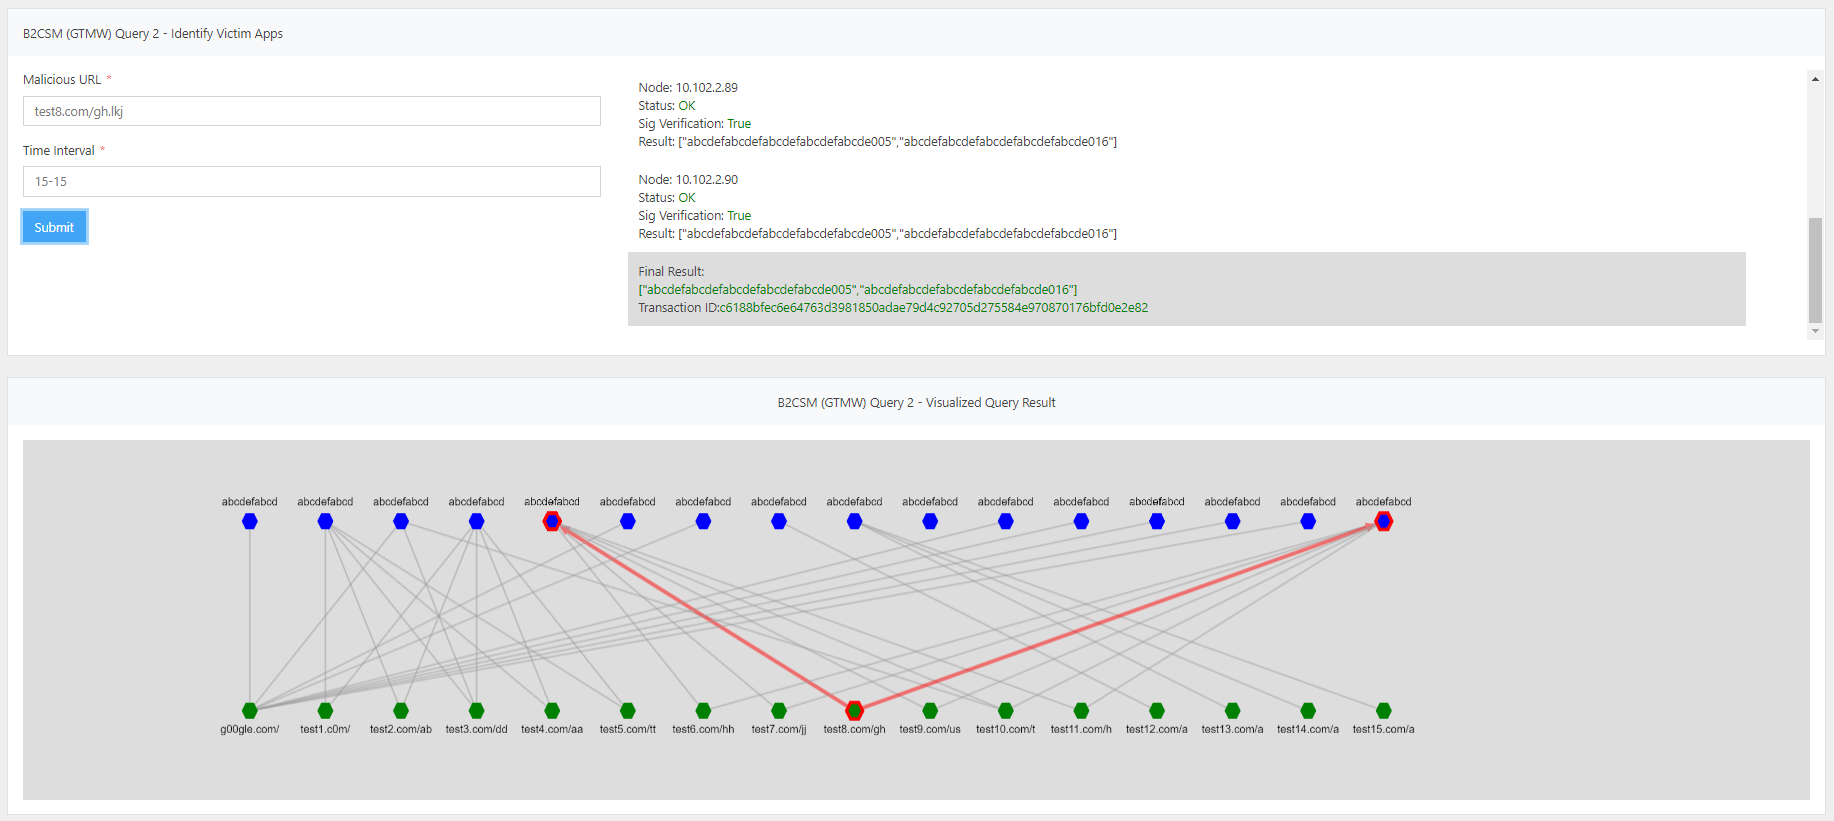 B2CSM (GTMW) Query 2 - Identify Victim Apps
Malicious URL *
test8.com/gh.lkj
Time Interval *
15-15
Submit
Node: 10.102.2.89
Status: OK
Sig Verification: True
Result: ["abcdefabcdefabcdefabcdefabcde005","abcdefabcdefabcdefabcdefabcde016"]
Node: 10.102.2.90
Status: OK
Sig Verification: True
Result: ["abcdefabcdefabcdefabcdefabcde005","abcdefabcdefabcdefabcdefabcde016"]
Final Result:
["abcdefabcdefabcdefabcdefabcde005","abcdefabcdefabcdefabcdefabcde016"]
Transaction ID:c6188bfec6e64763d3981850adae79d4c92705d275584e970870176bfd0e2e82
B2CSM (GTMW) Query 2 - Visualized Query Result
abcdefabcd abcdefabcd abcdefabcd abcdefabcd abcdefabcd abcdefabcd abcdefabcd abcdefabcd abcdefabcd abcdefabcd abcdefabcd abcdefabcd abcdefabcd abcdefabcd abcdefabcd abcdefabcd
g00gle.com/ test1.c0m/ test2.com/ab test3.com/dd test4.com/aa test5.com/tt test6.com/hh test7.com/jj test8.com/gh test9.com/us test10.com/t test11.com/h test12.com/a test13.com/a test14.com/a test15.com/a